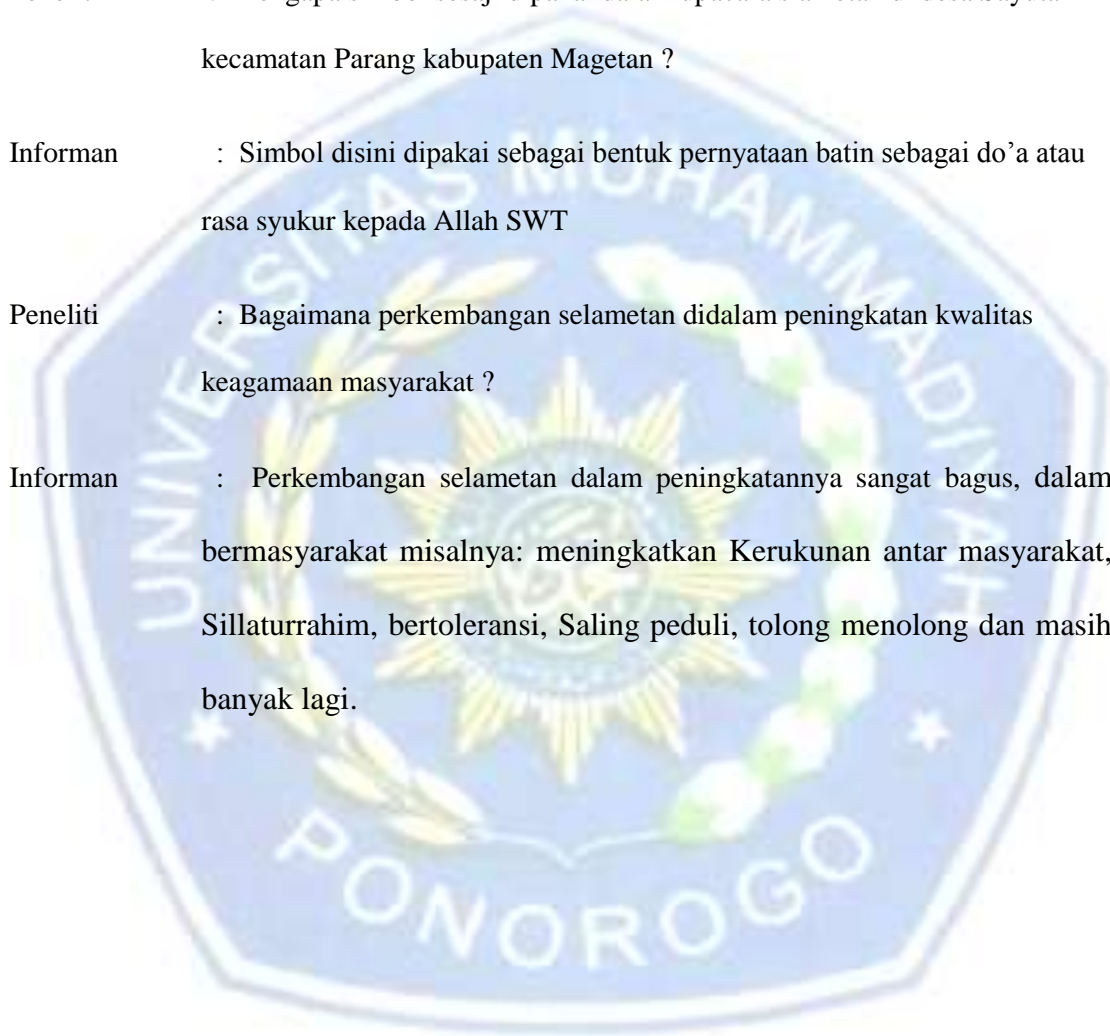 kecamatan Parang kabupaten Magetan ?
Informan : Simbol disini dipakai sebagai bentuk pernyataan batin sebagai do’a atau
rasa syukur kepada Allah SWT
Peneliti : Bagaimana perkembangan selametan didalam peningkatan kwalitas
keagamaan masyarakat ?
Informan : Perkembangan selametan dalam peningkatannya sangat bagus, dalam
bermasyarakat misalnya: meningkatkan Kerukunan antar masyarakat,
Sillaturrahim, bertoleransi, Saling peduli, tolong menolong dan masih
banyak lagi.
UNIVERSITAS MUHAMMADIYAH
PONOROGO